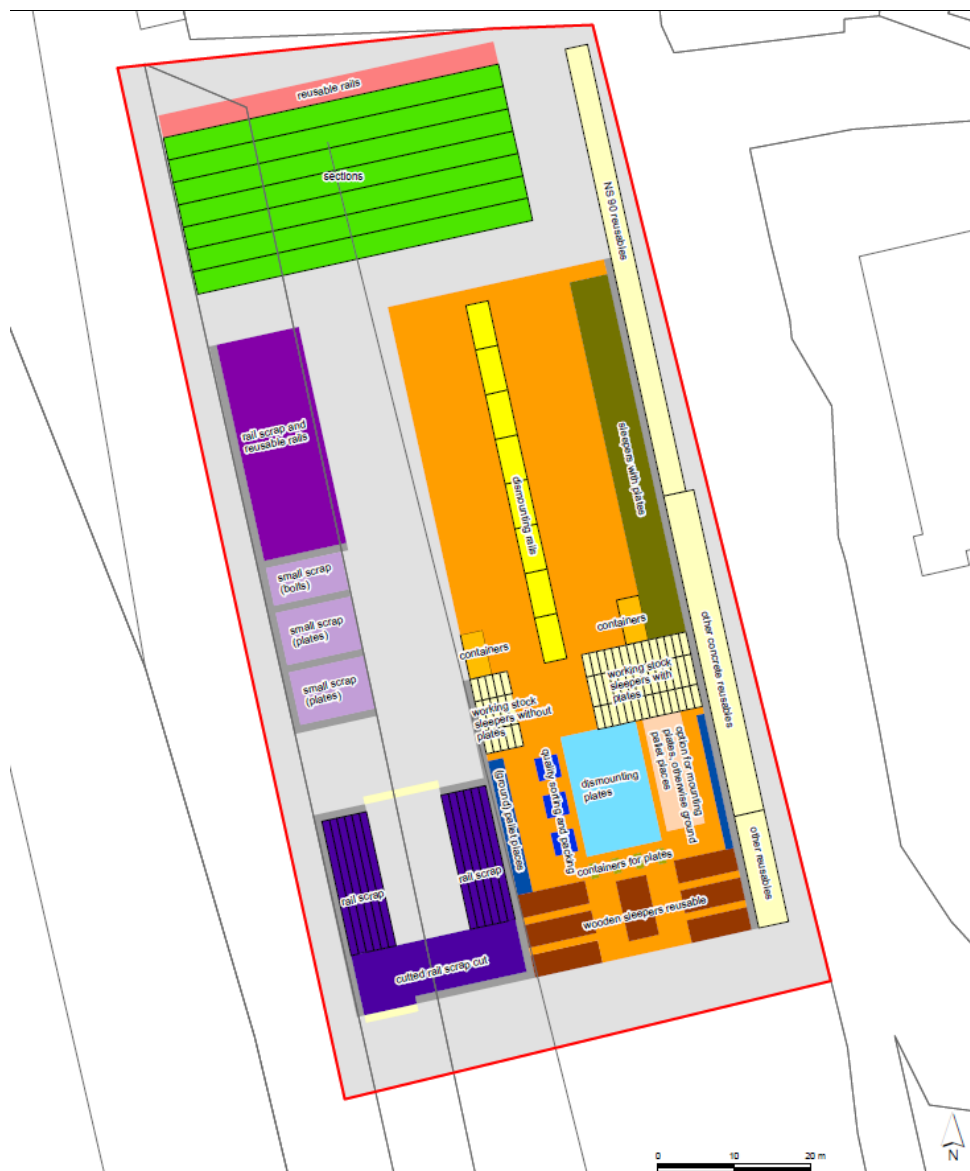 reusable rails
sections
NS 90 reusables
rail scrap and
reusable rails
sleepers with plates
dismounting rails
small scrap
(bolts)
small scrap
(plates)
small scrap
(plates)
containers
containers
working stock
sleepers with
plates
other concrete reusables
working stock
sleepers without
plates
(ground) pallet places
quality sorting and packing
dismounting
plates
option for mounting
plates, otherwise ground
pallet places
other reusables
containers for plates
rail scrap
rail scrap
wooden sleepers reusable
cutted rail scrap cut
0 10 20 m
N